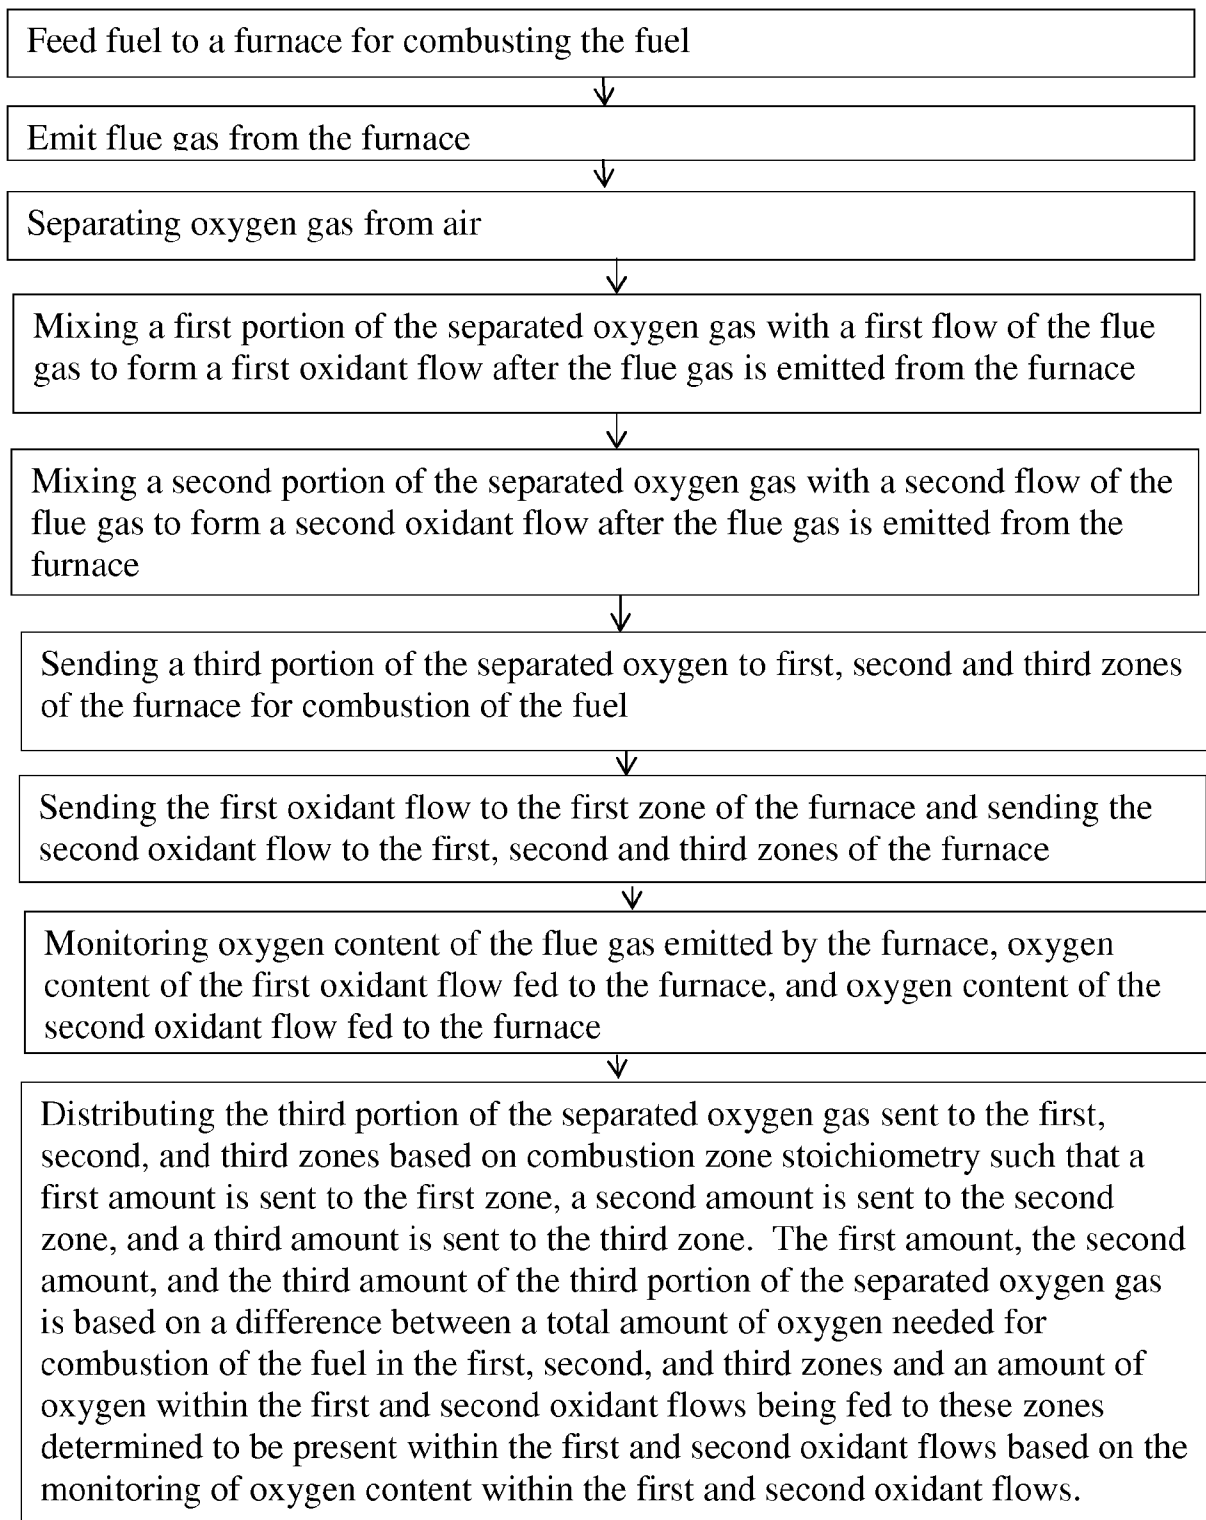 Feed fuel to a furnace for combusting the fuel
Emit flue gas from the furnace
Separating oxygen gas from air
Mixing a first portion of the separated oxygen gas with a first flow of the flue
gas to form a first oxidant flow after the flue gas is emitted from the furnace
Mixing a second portion of the separated oxygen gas with a second flow of the
flue gas to form a second oxidant flow after the flue gas is emitted from the
furnace
Sending a third portion of the separated oxygen to first, second and third zones
of the furnace for combustion of the fuel
Sending the first oxidant flow to the first zone of the furnace and sending the
second oxidant flow to the first, second and third zones of the furnace
Monitoring oxygen content of the flue gas emitted by the furnace, oxygen
content of the first oxidant flow fed to the furnace, and oxygen content of the
second oxidant flow fed to the furnace
Distributing the third portion of the separated oxygen gas sent to the first,
second, and third zones based on combustion zone stoichiometry such that a
first amount is sent to the first zone, a second amount is sent to the second
zone, and a third amount is sent to the third zone.  The first amount, the second
amount, and the third amount of the third portion of the separated oxygen gas
is based on a difference between a total amount of oxygen needed for
combustion of the fuel in the first, second, and third zones and an amount of
oxygen within the first and second oxidant flows being fed to these zones
determined to be present within the first and second oxidant flows based on the
monitoring of oxygen content within the first and second oxidant flows.